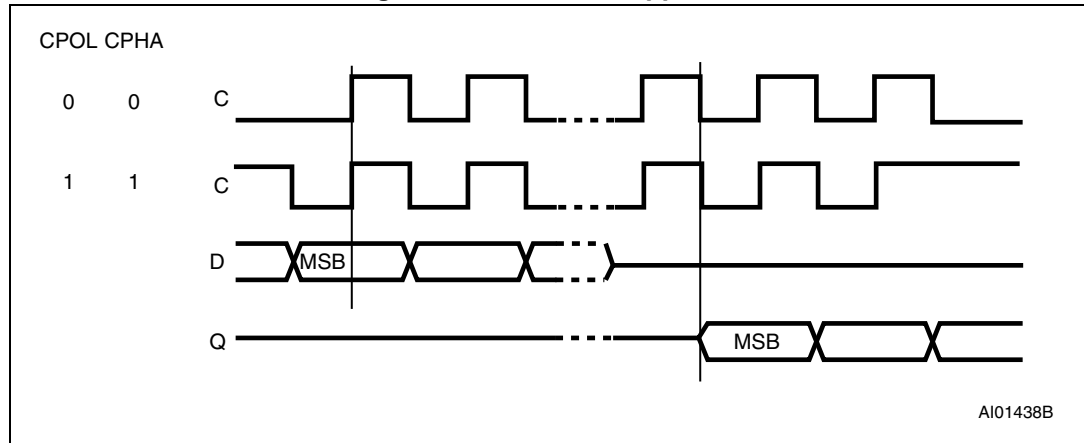 CPOL CPHA
0 0 C
1 1 C
D MSB
Q MSB
AI01438B